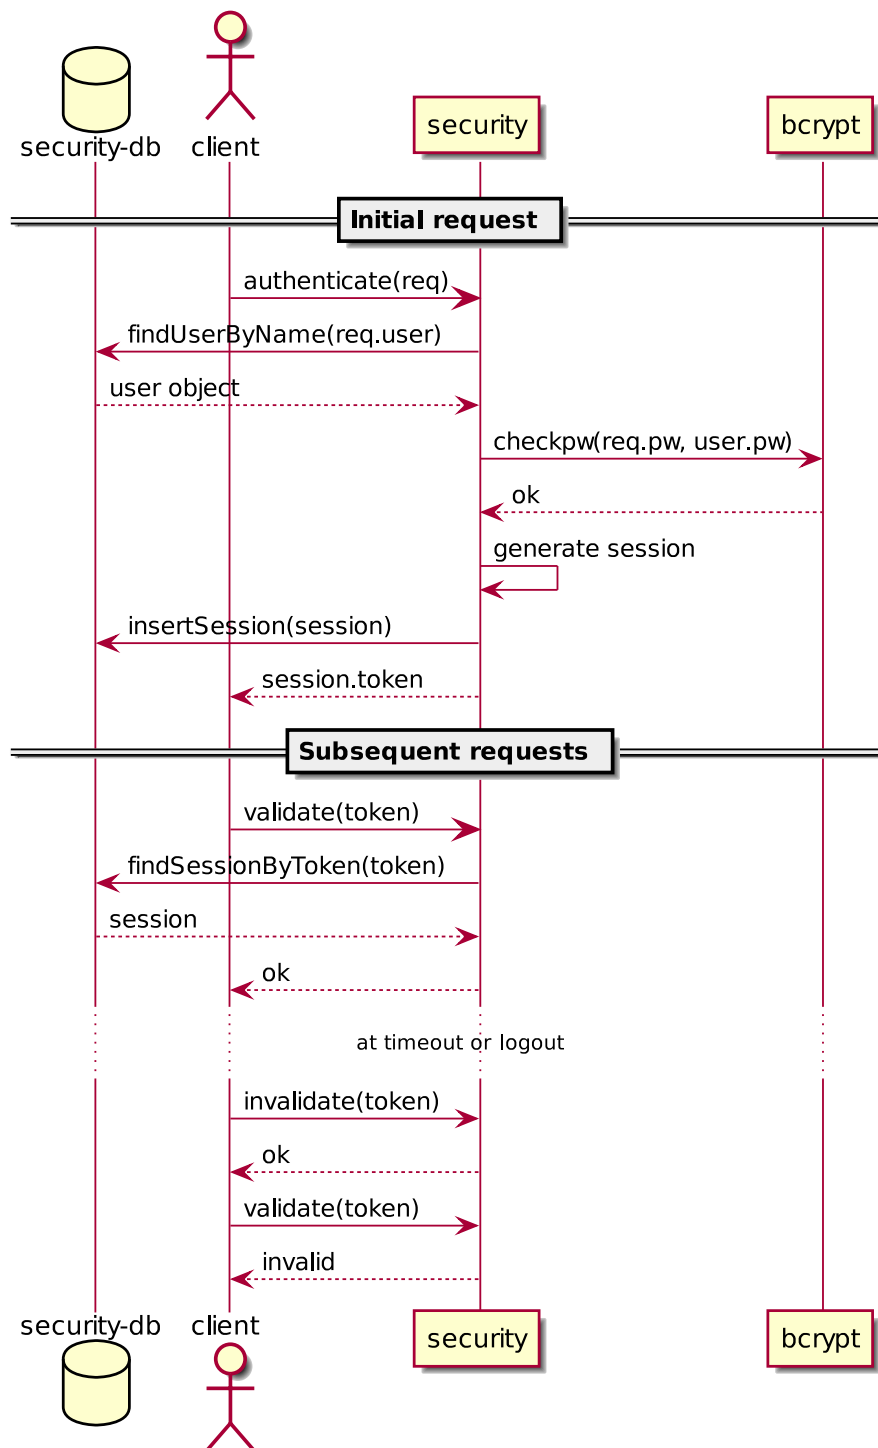 security-db
client
security
bcrypt
Initial request
authenticate(req)
findUserByName(req.user)
user object
checkpw(req.pw, user.pw)
ok
generate session
insertSession(session)
session.token
Subsequent requests
validate(token)
findSessionByToken(token)
session
ok
at timeout or logout
invalidate(token)
ok
validate(token)
invalid
security-db
client
security
bcrypt